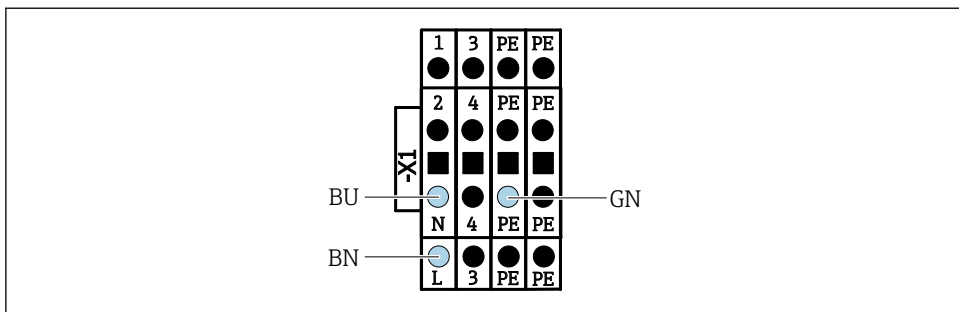 1 3 PE PE
2 4 PE PE
-X1
BU
GN
N 4 PE PE
BN
L 3 PE PE